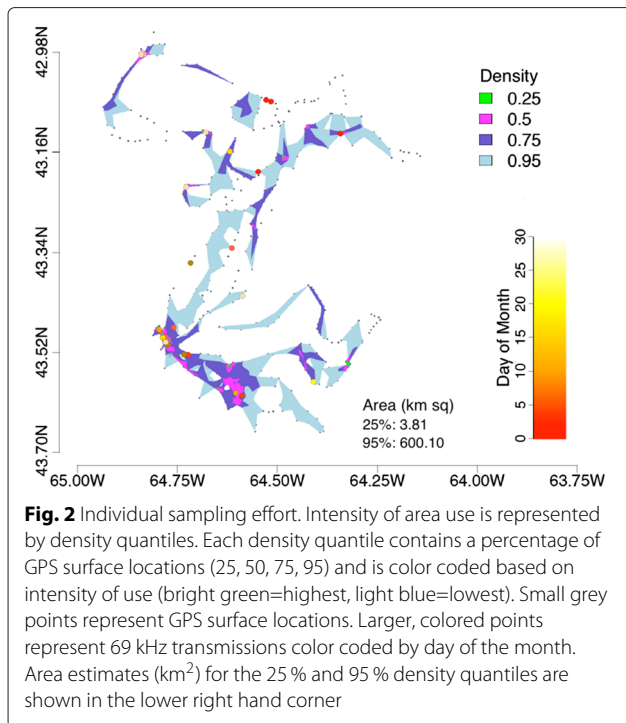 42.98N
43.16N
43.34N
43.52N
43.70N
65.00W 64.75W 64.50W 64.25W 64.00W 63.75W
Density
0.25
0.5
0.75
0.95
Day of Month
30
25
20
15
10
5
0
Area (km sq)
25%: 3.81
95%: 600.10
Fig. 2 Individual sampling effort. Intensity of area use is represented
by density quantiles. Each density quantile contains a percentage of
GPS surface locations (25, 50, 75, 95) and is color coded based on
intensity of use (bright green=highest, light blue=lowest). Small grey
points represent GPS surface locations. Larger, colored points
represent 69 kHz transmissions color coded by day of the month.
Area estimates (km²) for the 25 % and 95 % density quantiles are
shown in the lower right hand corner